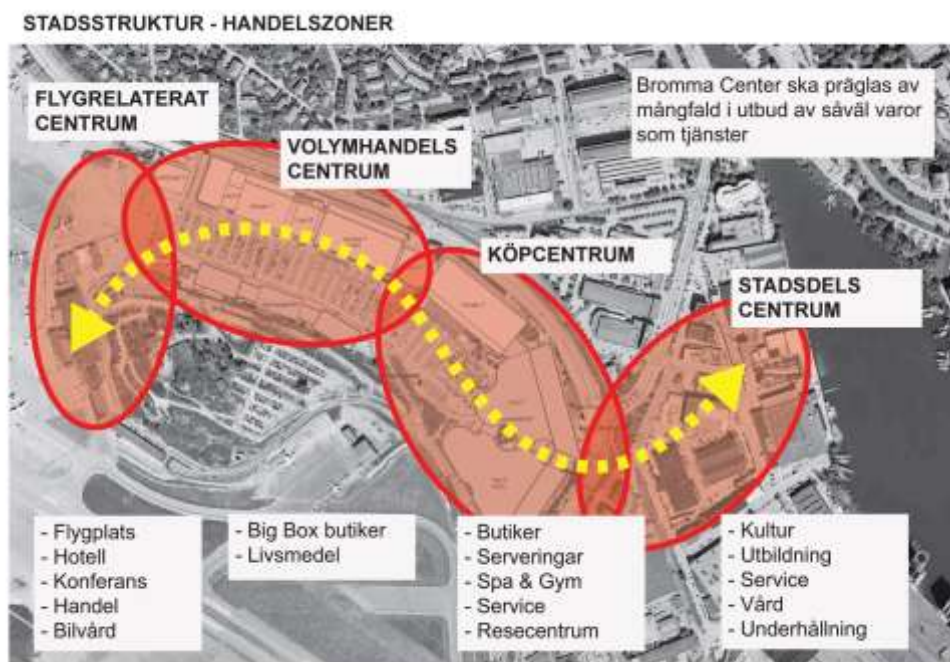 STADSSTRUKTUR - HANDELSZONER
FLYGRELATERAT
CENTRUM
Bromma Center ska präglas av
mångfald i utbud av såväl varor
som tjänster
VOLYMHANDELS
CENTRUM
KÖPCENTRUM
STADSDELS
CENTRUM
- Flygplats
- Hotell
- Konferans
- Handel
- Bilvård
- Big Box butiker
- Livsmedel
- Butiker
- Serveringar
- Spa & Gym
- Service
- Resecentrum
- Kultur
- Utbildning
- Service
- Vård
- Underhållning